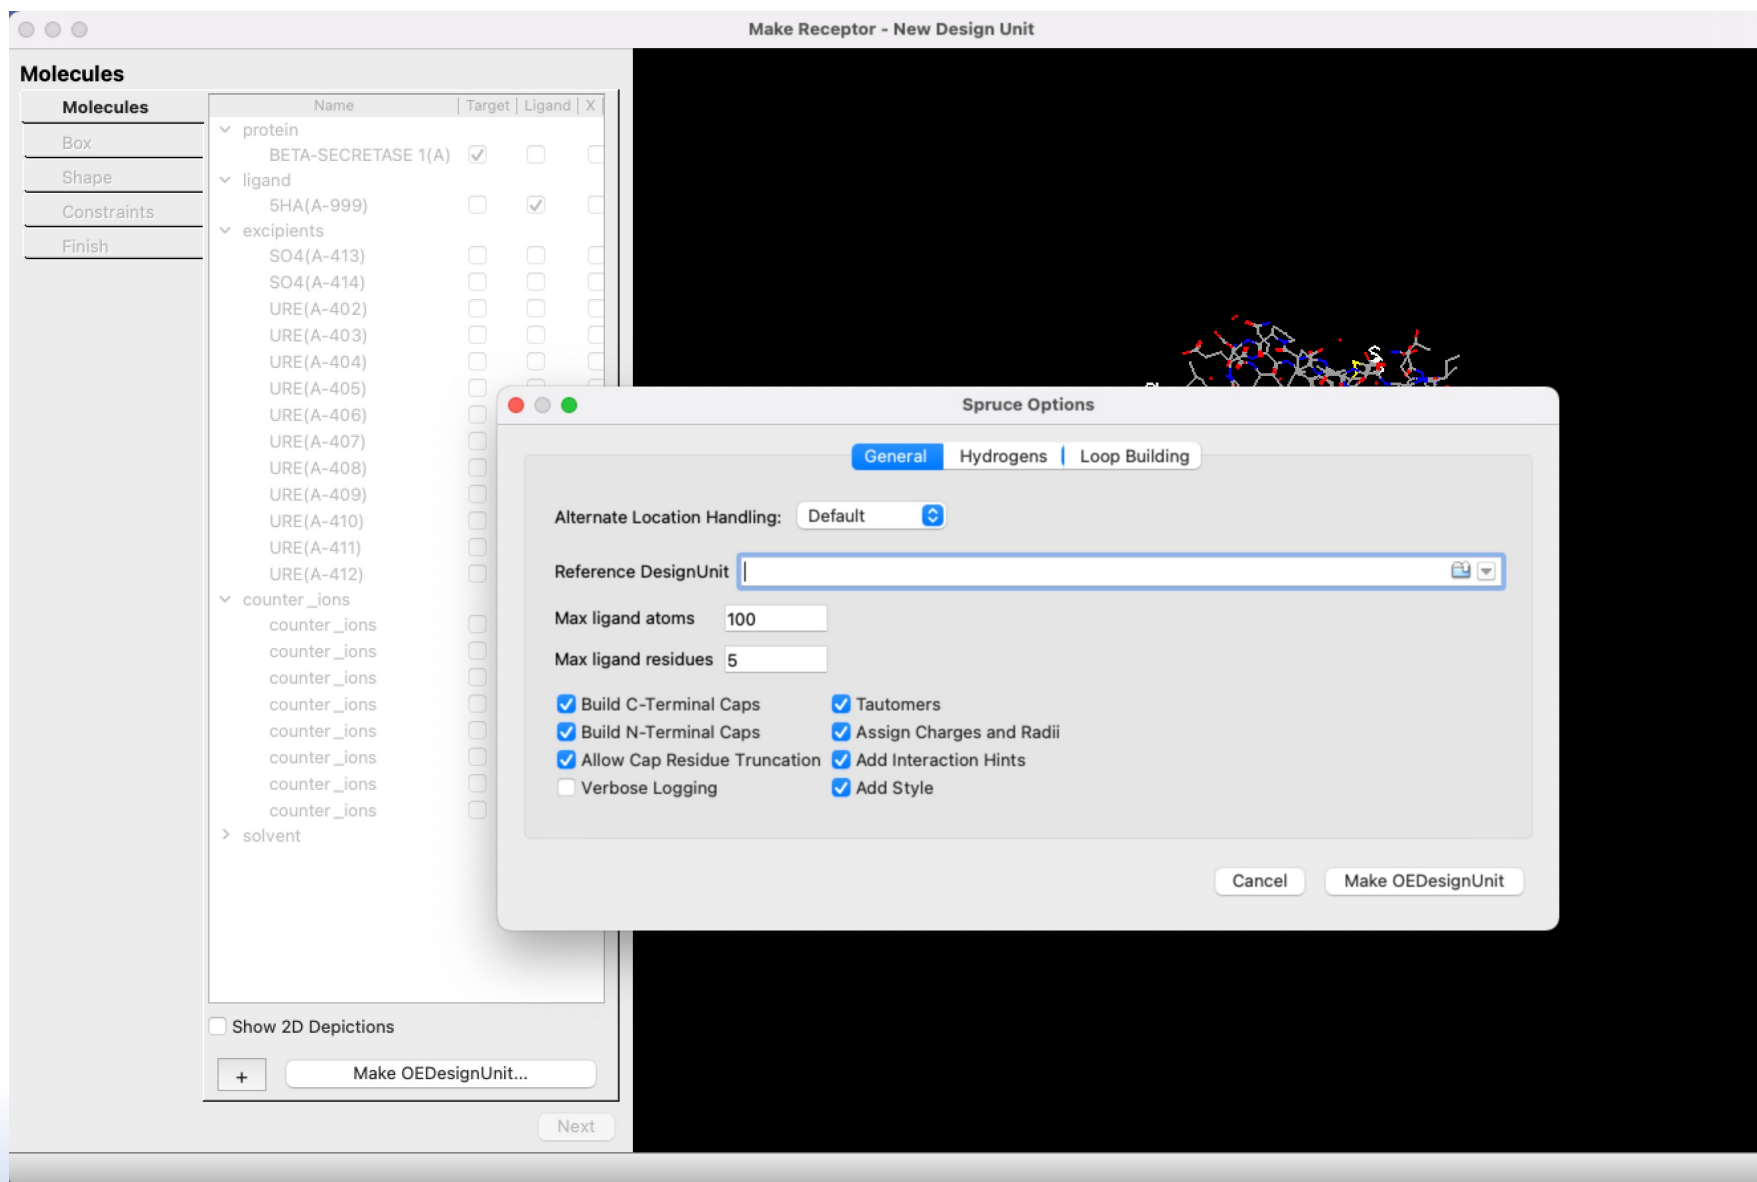 Make Receptor - New Design Unit
Molecules
Molecules
Box
Shape
Constraints
Finish
Name Target Ligand X
protein
BETA-SECRETASE 1(A)
ligand
5HA(A-999)
excipients
SO4(A-413)
SO4(A-414)
URE(A-402)
URE(A-403)
URE(A-404)
URE(A-405)
URE(A-406)
URE(A-407)
URE(A-408)
URE(A-409)
URE(A-410)
URE(A-411)
URE(A-412)
counter_ions
counter_ions
counter_ions
counter_ions
counter_ions
counter_ions
counter_ions
counter_ions
counter_ions
solvent
Show 2D Depictions
+
Make OEDesignUnit...
Next
Spruce Options
General Hydrogens Loop Building
Alternate Location Handling: Default
Reference DesignUnit
Max ligand atoms 100
Max ligand residues 5
Build C-Terminal Caps Tautomers
Build N-Terminal Caps Assign Charges and Radii
Allow Cap Residue Truncation Add Interaction Hints
Verbose Logging Add Style
Cancel Make OEDesignUnit